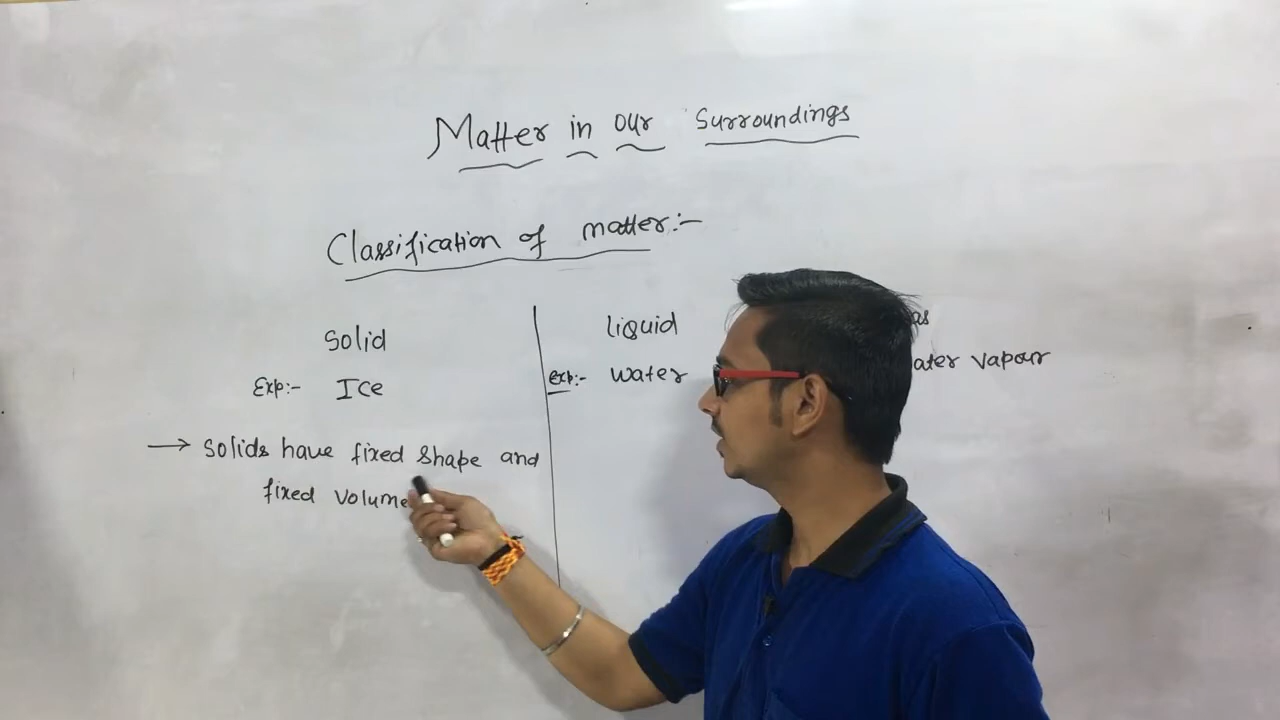 Matter in our Surroundings
Classification of matter:-
Solid
Exp:- Ice
→ Solids have fixed shape and
fixed volume
liquid
Exp:- water
vapour